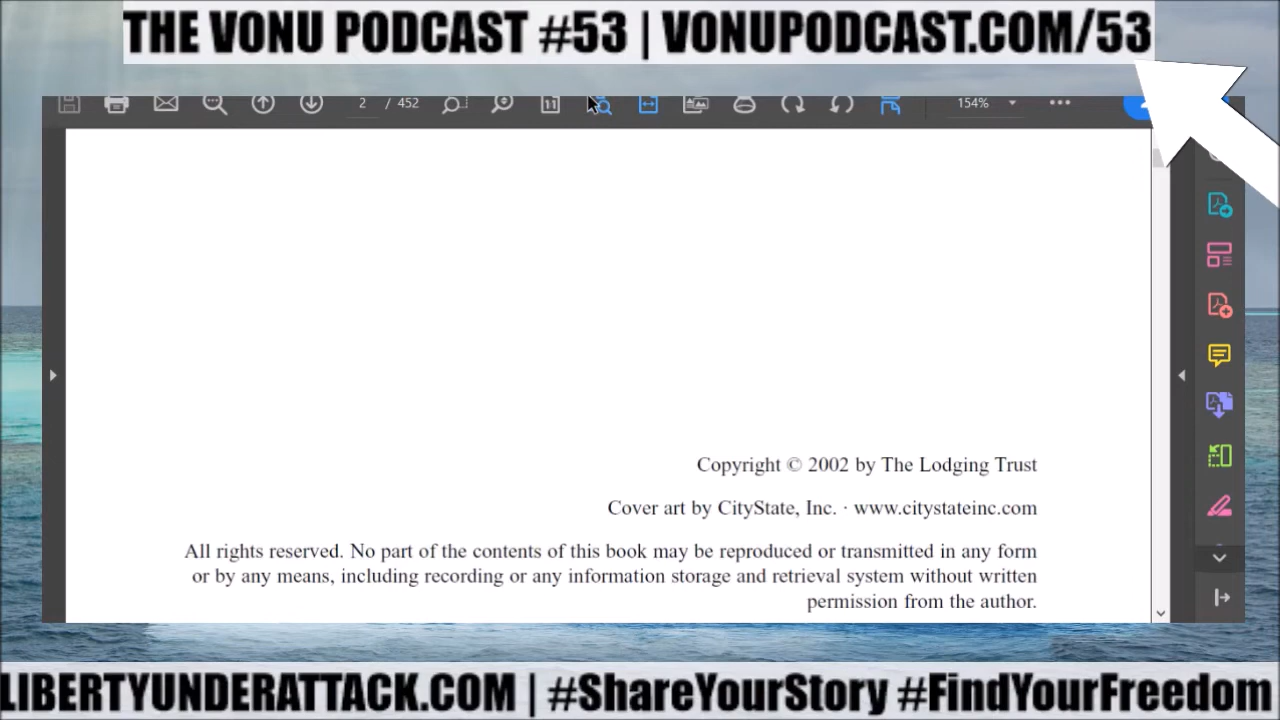 THE VONU PODCAST #53 | VONUPODCAST.COM/53
2 / 452
154%
Copyright © 2002 by The Lodging Trust
Cover art by CityState, Inc. · www.citystateinc.com
All rights reserved. No part of the contents of this book may be reproduced or transmitted in any form
or by any means, including recording or any information storage and retrieval system without written
permission from the author.
LIBERTYUNDERATTACK.COM | #ShareYourStory #FindYourFreedom